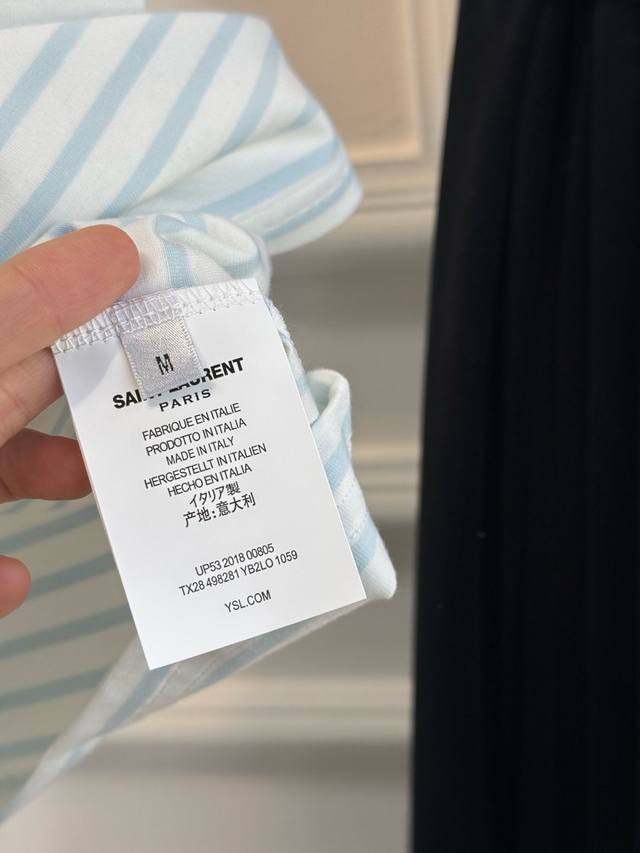 M
SAINT LAURENT
PARIS
FABRIQUE EN ITALIE
PRODOTTO IN ITALIA
MADE IN ITALY
HERGESTELLT IN ITALIEN
HECHO EN ITALIA
イタリア製
产地:意大利
UP53 2018 00805
TX28 498281 YB2LO 1059
YSL.COM